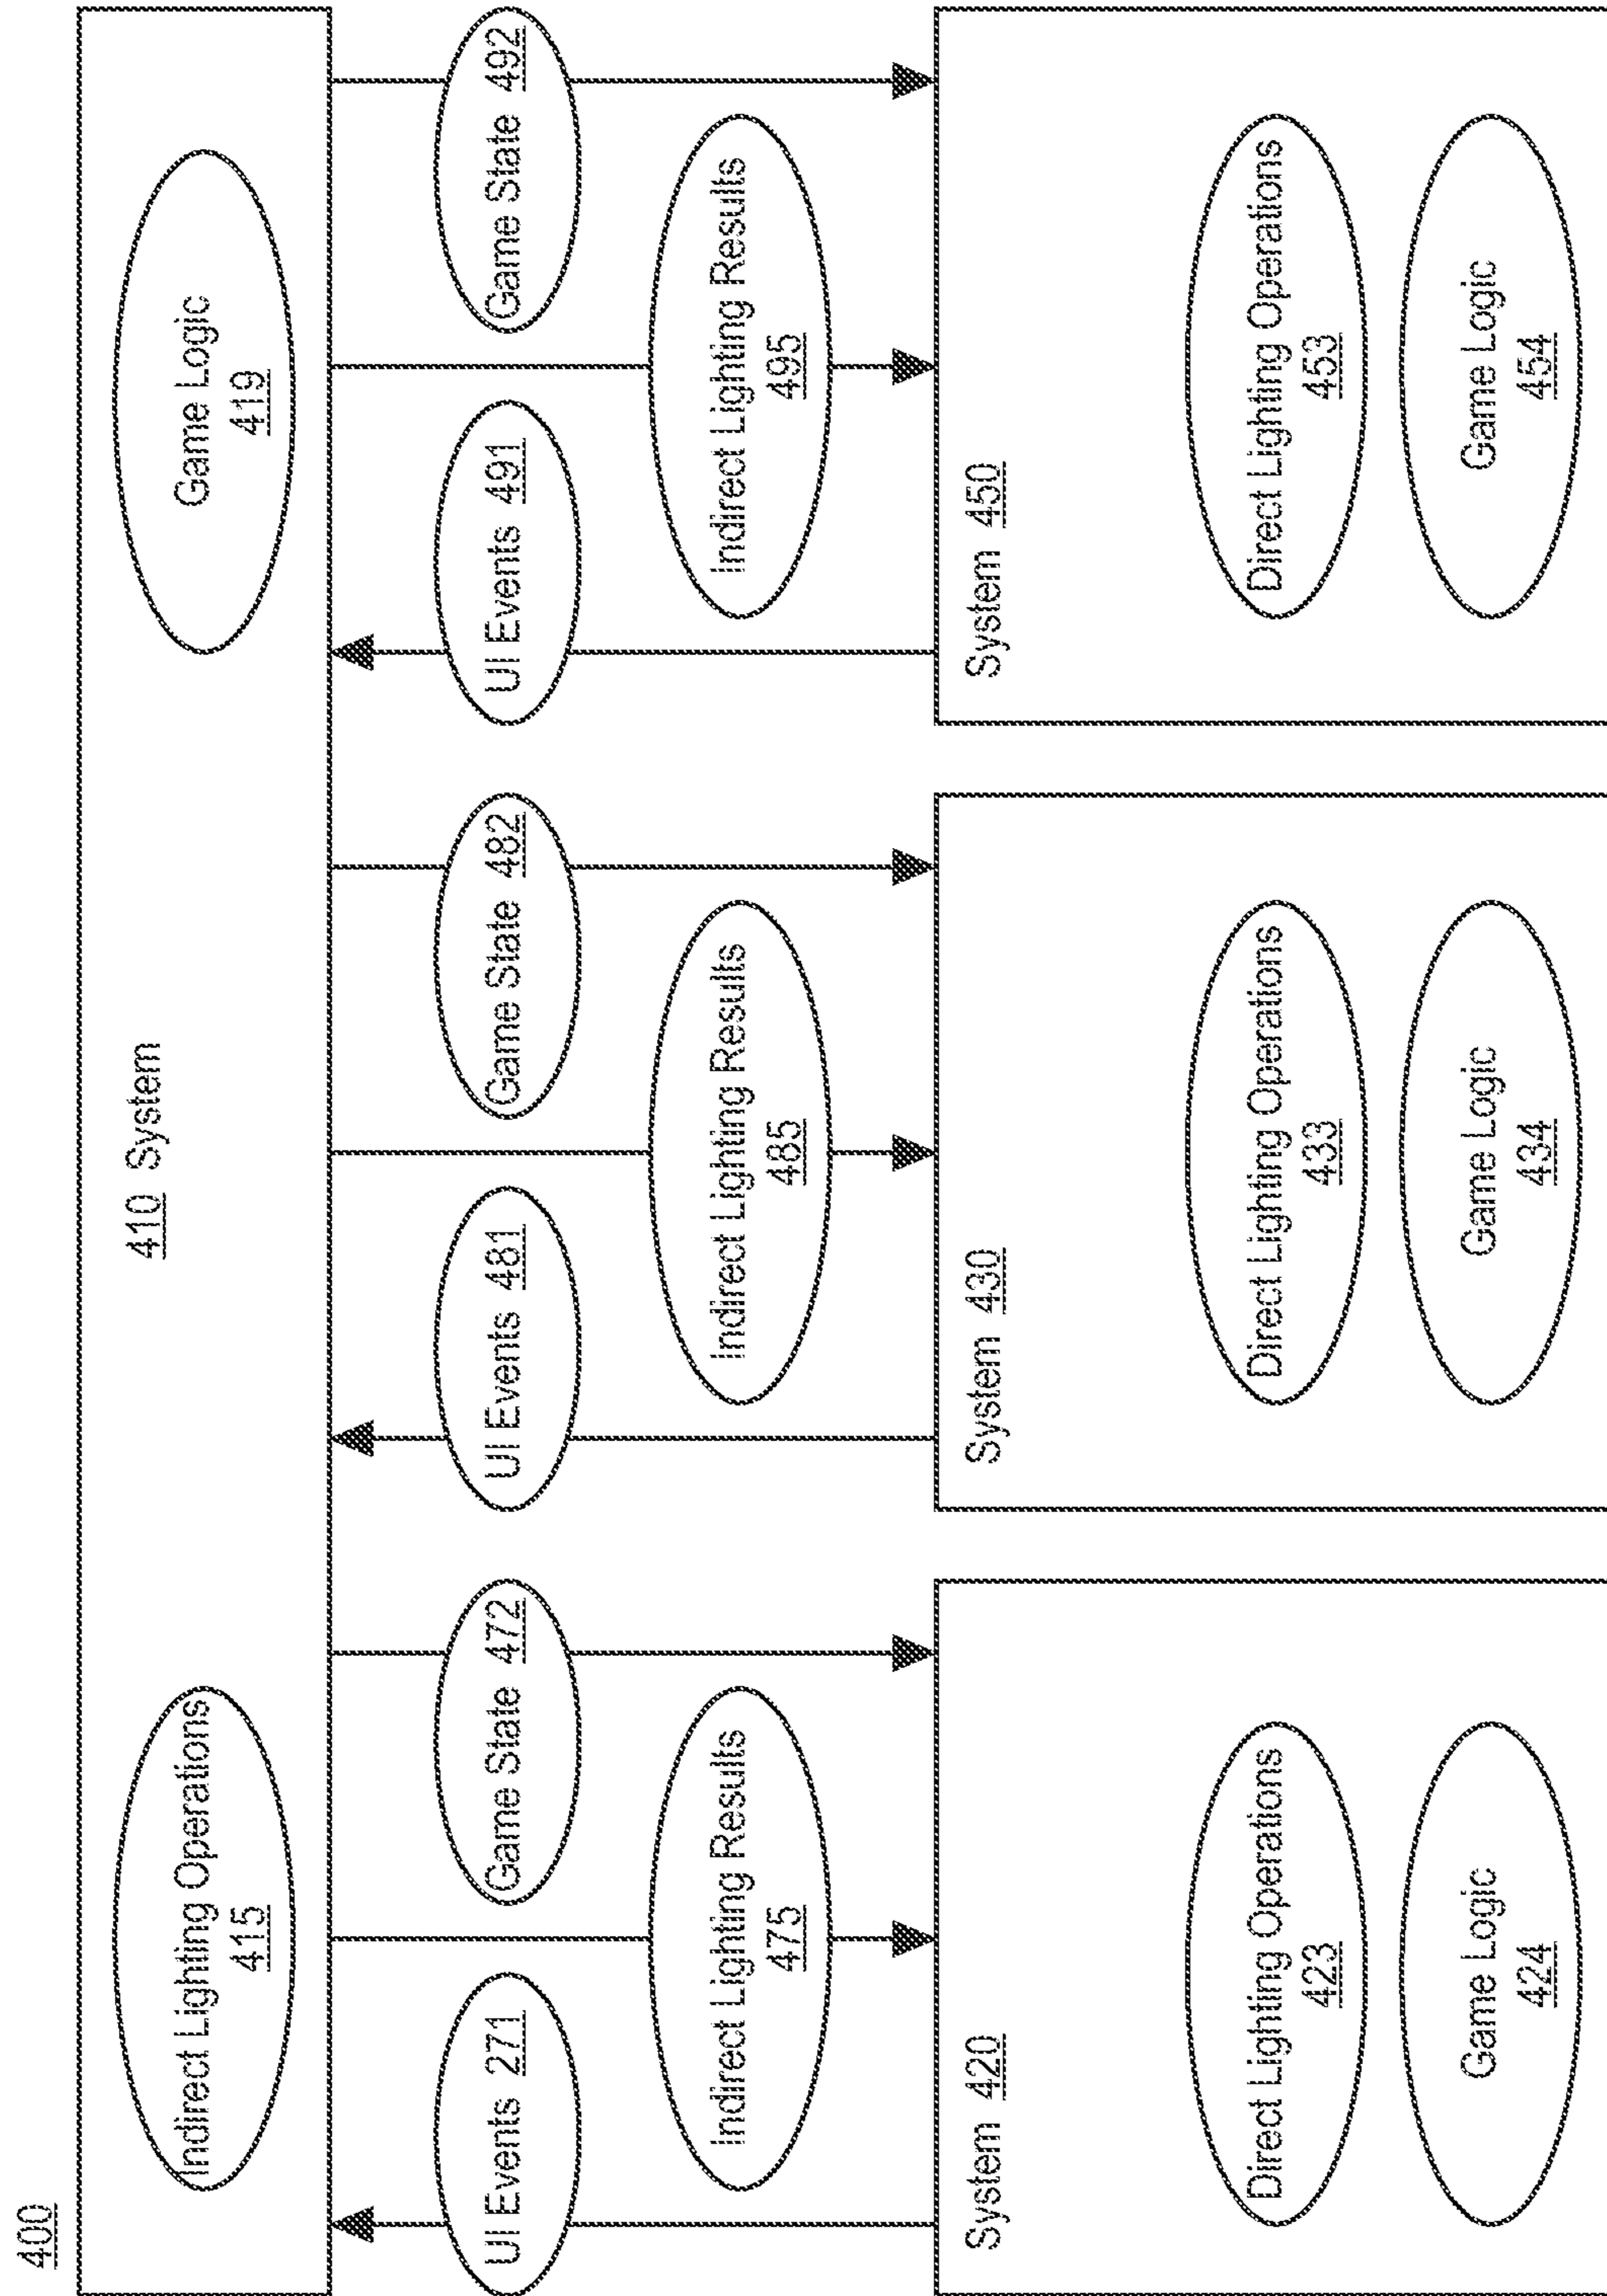 400
410 System
Indirect Lighting Operations
415
Game Logic
419
UI Events 271
Game State 472
UI Events 481
Game State 482
UI Events 491
Game State 492
Indirect Lighting Results
475
Indirect Lighting Results
485
Indirect Lighting Results
495
System 420
System 430
System 450
Direct Lighting Operations
423
Direct Lighting Operations
433
Direct Lighting Operations
453
Game Logic
424
Game Logic
434
Game Logic
454